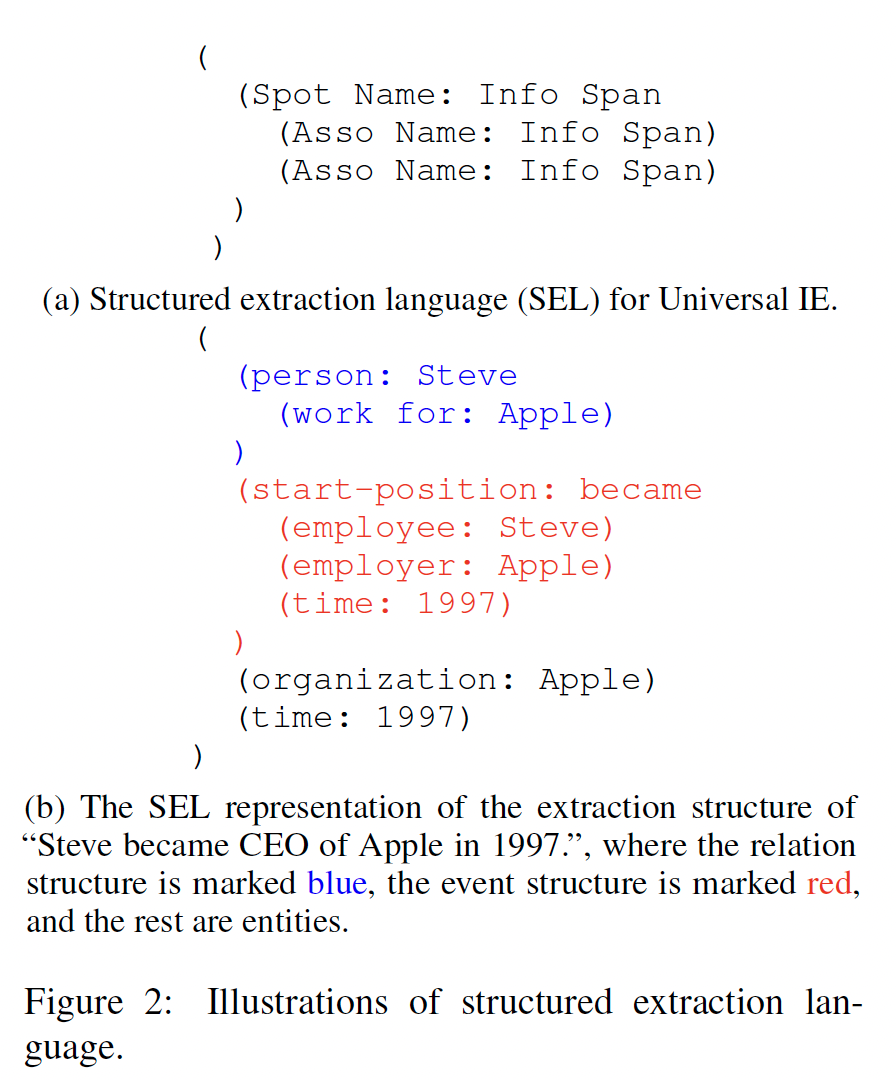 (
(Spot Name: Info Span
(Asso Name: Info Span)
(Asso Name: Info Span)
)
)
(a) Structured extraction language (SEL) for Universal IE.
(
(person: Steve
(work for: Apple)
)
(start-position: became
(employee: Steve)
(employer: Apple)
(time: 1997)
)
(organization: Apple)
(time: 1997)
)
(b) The SEL representation of the extraction structure of
“Steve became CEO of Apple in 1997.”, where the relation
structure is marked blue, the event structure is marked red,
and the rest are entities.
Figure 2: Illustrations of structured extraction lan-
guage.